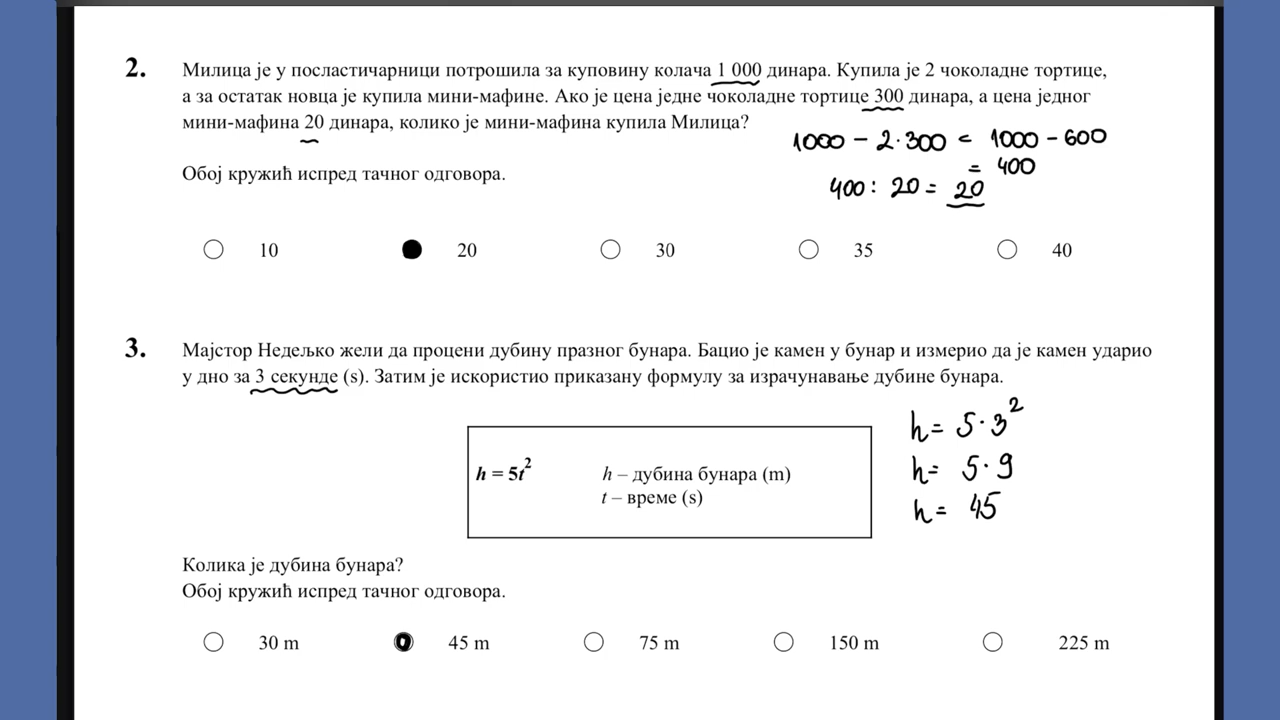 2. Милица је у посластичарници потрошила за куповину колача 1 000 динара. Купила је 2 чоколадне тортице,
а за остатак новца је купила мини-мафине. Ако је цена једне чоколадне тортице 300 динара, а цена једног
мини-мафина 20 динара, колико је мини-мафина купила Милица?
1000 – 2·300 = 1000 – 600
= 400
400 : 20 = 20
Обој кружић испред тачног одговора.
10 20 30 35 40
3. Мајстор Недељко жели да процени дубину празног бунара. Бацио је камен у бунар и измерио да је камен ударио
у дно за 3 секунде (s). Затим је искористио приказану формулу за израчунавање дубине бунара.
h = 5·3²
h = 5t² h – дубина бунара (m)
t – време (s)
h = 5·9
h = 45
Колика је дубина бунара?
Обој кружић испред тачног одговора.
30 m 45 m 75 m 150 m 225 m